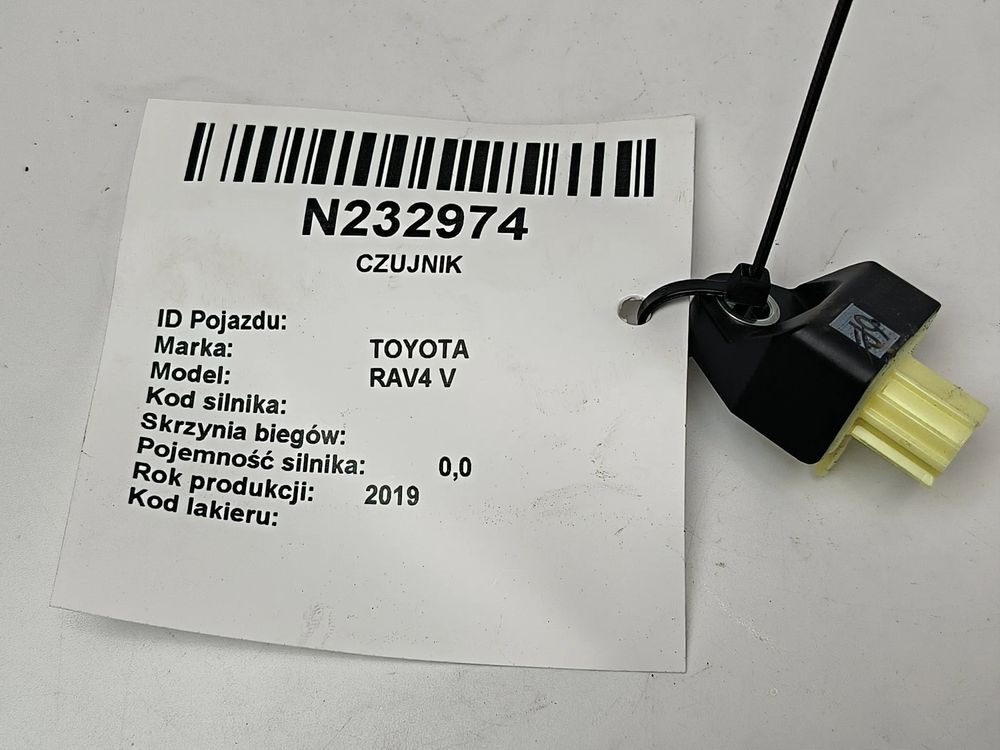 N232974
CZUJNIK
ID Pojazdu:
Marka: TOYOTA
Model: RAV4 V
Kod silnika:
Skrzynia biegów:
Pojemność silnika: 0,0
Rok produkcji: 2019
Kod lakieru: